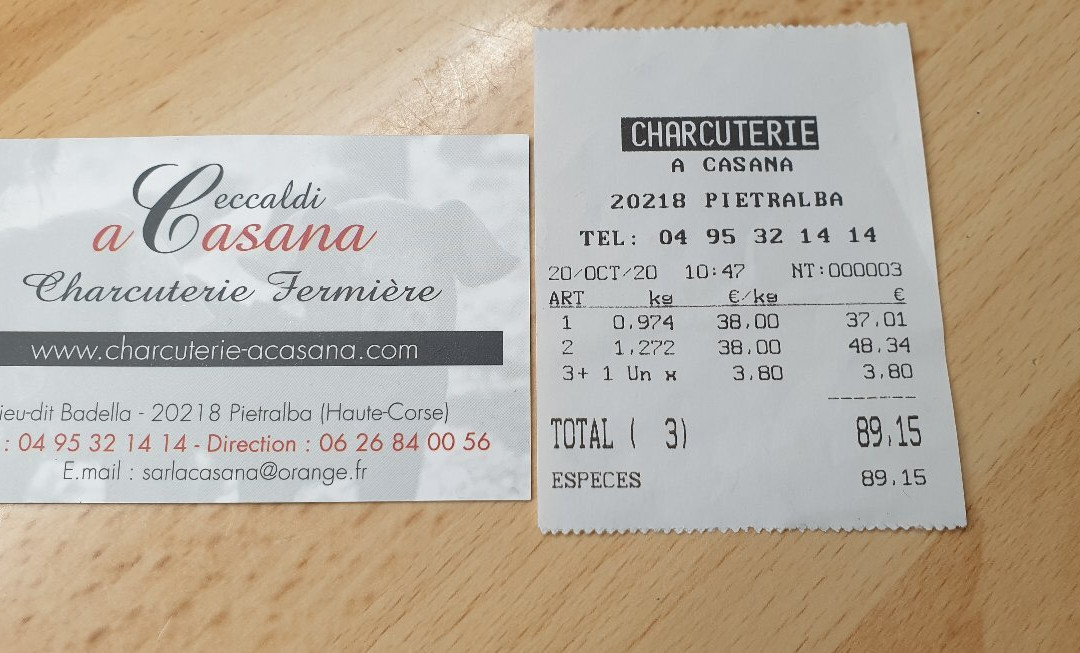 Ceccaldi
a Casana
Charcuterie Fermière
www.charcuterie-acasana.com
ieu-dit Badella - 20218 Pietralba (Haute-Corse)
: 04 95 32 14 14 - Direction : 06 26 84 00 56
E.mail : sarlacasana@orange.fr
CHARCUTERIE
A CASANA
20218 PIETRALBA
TEL: 04 95 32 14 14
20/OCT/20 10:47 NT:000003
ART kg €/kg €
1 0,974 38,00 37,01
2 1,272 38,00 48,34
3+ 1 Un x 3,80 3,80
-------
TOTAL ( 3) 89,15
ESPECES 89,15